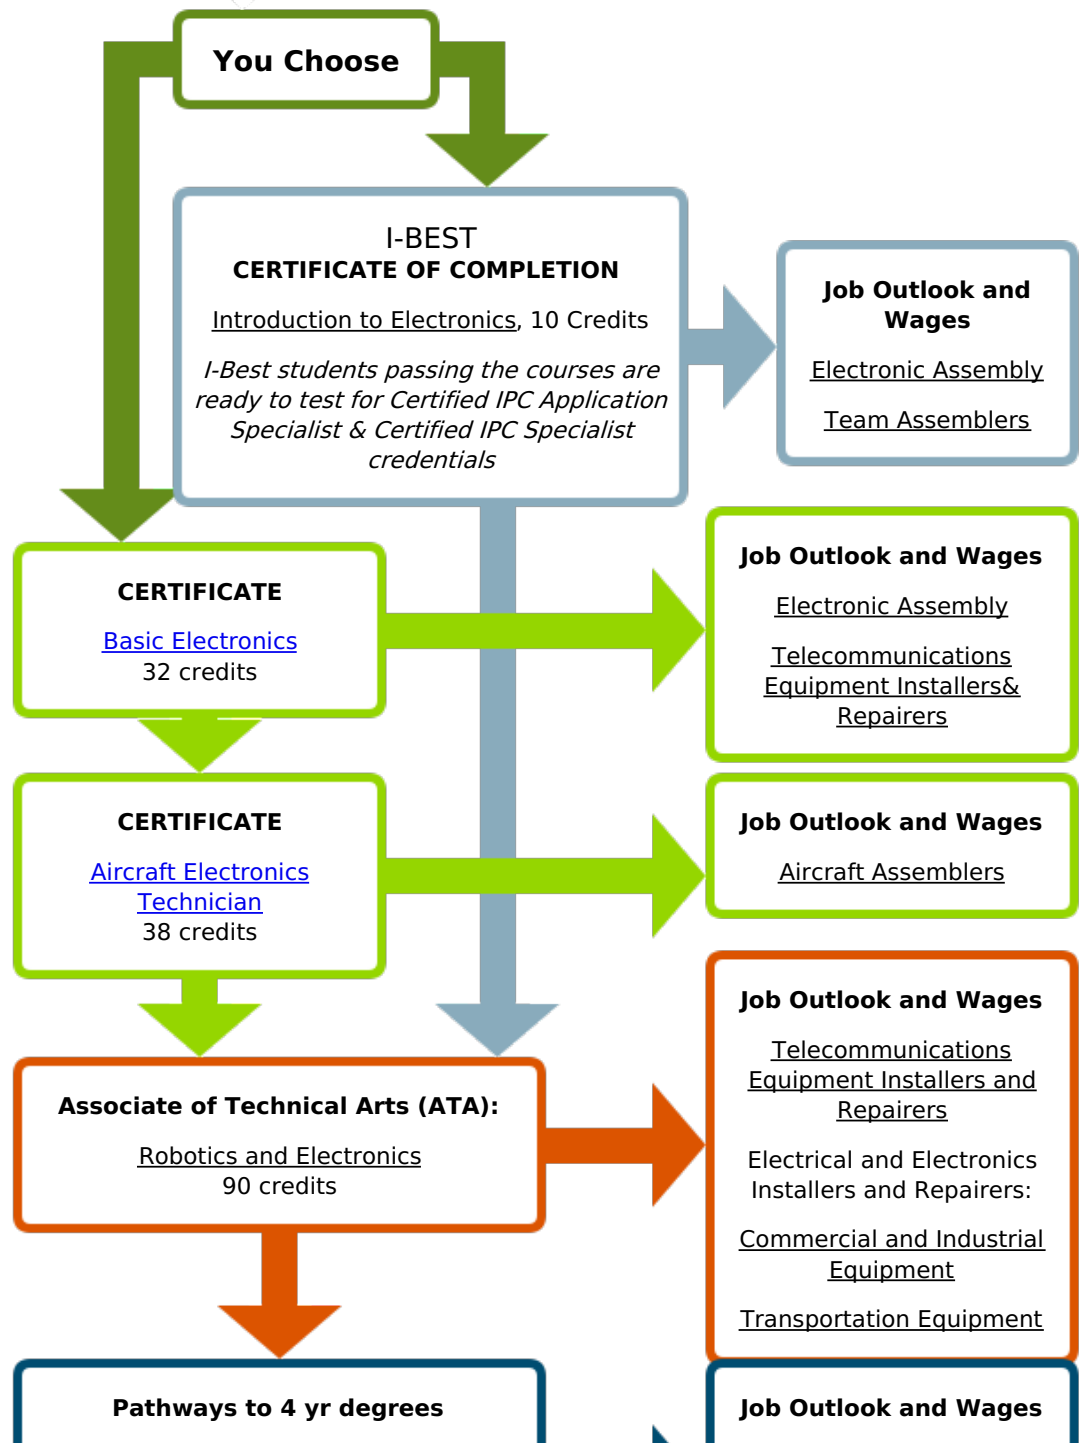 You Choose
I-BEST
CERTIFICATE OF COMPLETION
Introduction to Electronics, 10 Credits
I-Best students passing the courses are
ready to test for Certified IPC Application
Specialist & Certified IPC Specialist
credentials
Job Outlook and
Wages
Electronic Assembly
Team Assemblers
CERTIFICATE
Basic Electronics
32 credits
Job Outlook and Wages
Electronic Assembly
Telecommunications
Equipment Installers&
Repairers
CERTIFICATE
Aircraft Electronics
Technician
38 credits
Job Outlook and Wages
Aircraft Assemblers
Associate of Technical Arts (ATA):
Robotics and Electronics
90 credits
Job Outlook and Wages
Telecommunications
Equipment Installers and
Repairers
Electrical and Electronics
Installers and Repairers:
Commercial and Industrial
Equipment
Transportation Equipment
Pathways to 4 yr degrees
Job Outlook and Wages